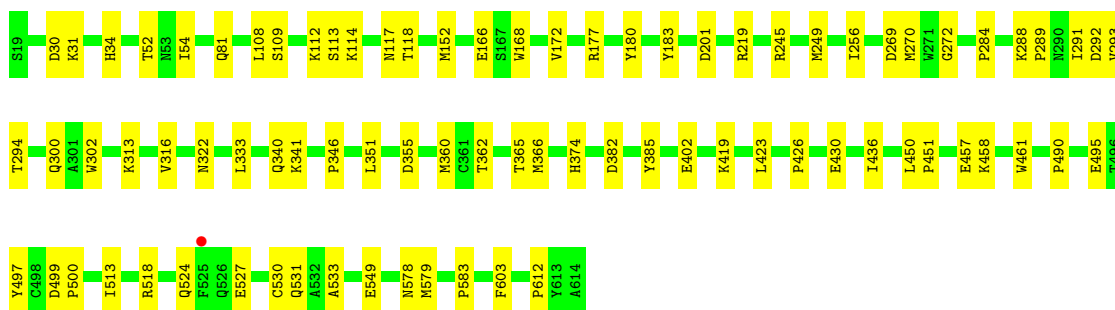 S19 D30 K31 H34 T52 N53 I54 Q81 L108 S109 K112 S113 K114 N117 T118 M152 E166 S167 W168 V172 R177 Y180 Y183 D201 R219 R245 M249 I256 D269 M270 W271 G272 P284 K288 P289 N290 I291 D292 V293
T294 Q300 A301 W302 K313 V316 N322 L333 Q340 K341 P346 L351 D355 M360 C361 T362 T365 M366 H374 D382 Y385 E402 K419 L423 P426 E430 I436 L450 P451 E457 K458 W461 P490 E495 T496
Y497 C498 D499 P500 I513 R518 Q524 F525 Q526 E527 C530 Q531 A532 A533 E549 N578 M579 P583 F603 P612 Y613 A614